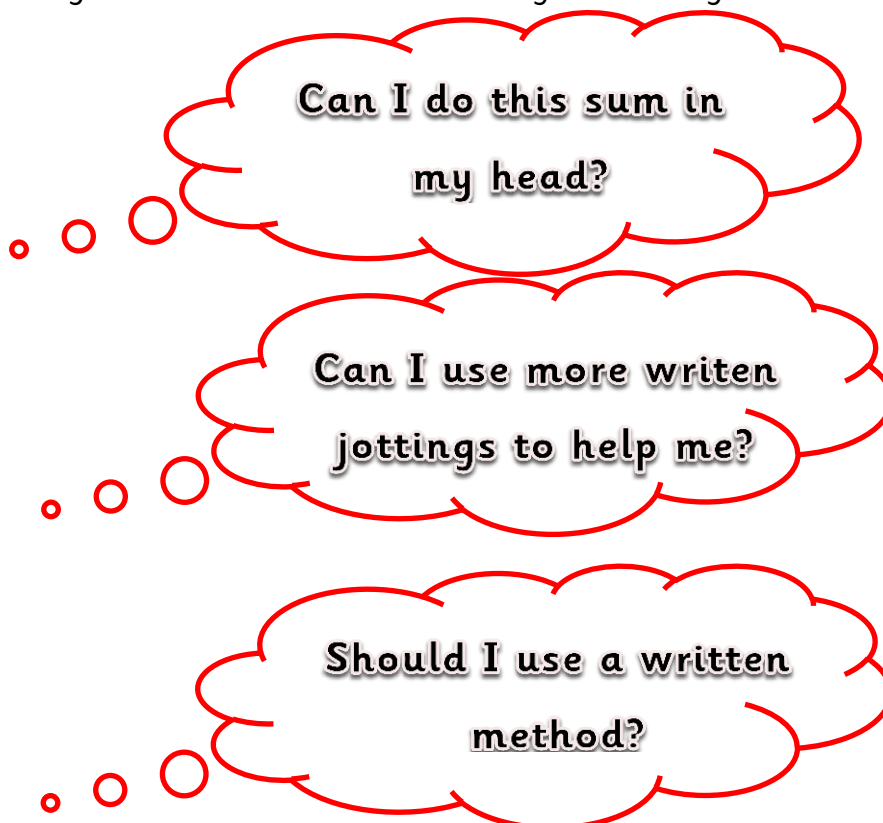 Can I do this sum in
my head?
Can I use more writen
jottings to help me?
Should I use a written
method?